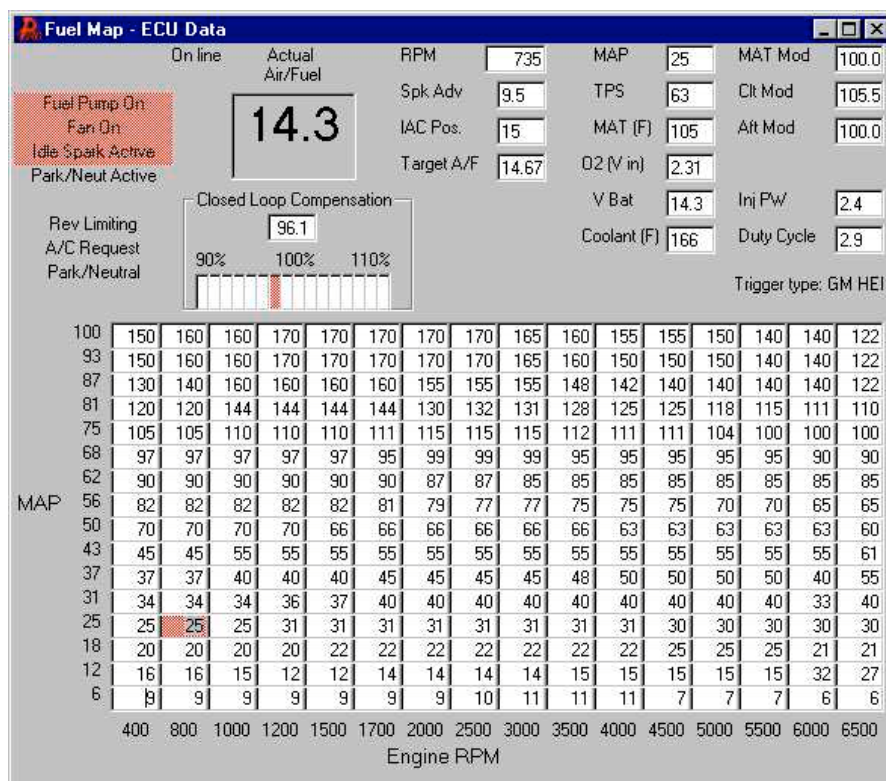 Fuel Map - ECU Data
On line Actual Air/Fuel RPM 735 MAP 25 MAT Mod 100.0
14.3 Spk Adv 9.5 TPS 63 Clt Mod 105.5
Fuel Pump On
Fan On IAC Pos. 15 MAT (F) 105 Aft Mod 100.0
Idle Spark Active
Park/Neut Active Target A/F 14.67 O2 (V in) 2.31
Closed Loop Compensation V Bat 14.3 Inj PW 2.4
Rev Limiting 96.1
A/C Request Coolant (F) 166 Duty Cycle 2.9
Park/Neutral 90% 100% 110%
Trigger type: GM HEI
100 150 160 160 170 170 170 170 170 165 160 155 155 150 140 140 122
93 150 160 160 170 170 170 170 170 165 160 150 150 150 140 140 122
87 130 140 160 160 160 160 155 155 155 148 142 140 140 140 140 122
81 120 120 144 144 144 144 130 132 131 128 125 125 118 115 111 110
75 105 105 110 110 110 111 115 115 115 112 111 111 104 100 100 100
68 97 97 97 97 95 99 99 99 95 95 95 95 95 95 90 90
62 90 90 90 90 90 90 87 87 85 85 85 85 85 85 85 85
MAP 56 82 82 82 82 82 81 79 77 77 75 75 75 70 70 65 65
50 70 70 70 70 66 66 66 66 66 66 63 63 63 63 63 60
43 45 45 55 55 55 55 55 55 55 55 55 55 55 55 55 61
37 37 37 40 40 40 45 45 45 45 48 50 50 50 50 40 55
31 34 34 34 36 37 40 40 40 40 40 40 40 40 40 33 40
25 25 25 25 31 31 31 31 31 31 31 31 30 30 30 30 30
18 20 20 20 20 22 22 22 22 22 22 22 25 25 25 21 21
12 16 16 15 12 12 14 14 14 14 15 15 15 15 15 32 27
6 9 9 9 9 9 9 9 10 11 11 11 7 7 7 6 6
400 800 1000 1200 1500 1700 2000 2500 3000 3500 4000 4500 5000 5500 6000 6500
Engine RPM